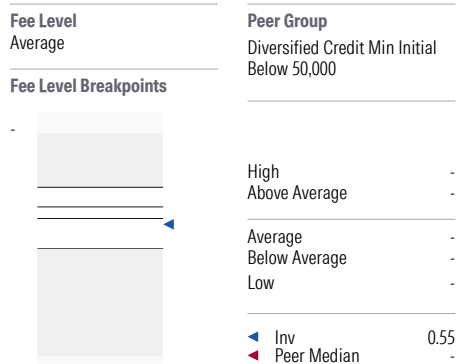 Fee Level
Average
Fee Level Breakpoints
-
Peer Group
Diversified Credit Min Initial
Below 50,000
High -
Above Average -
Average -
Below Average -
Low -
Inv 0.55
Peer Median -